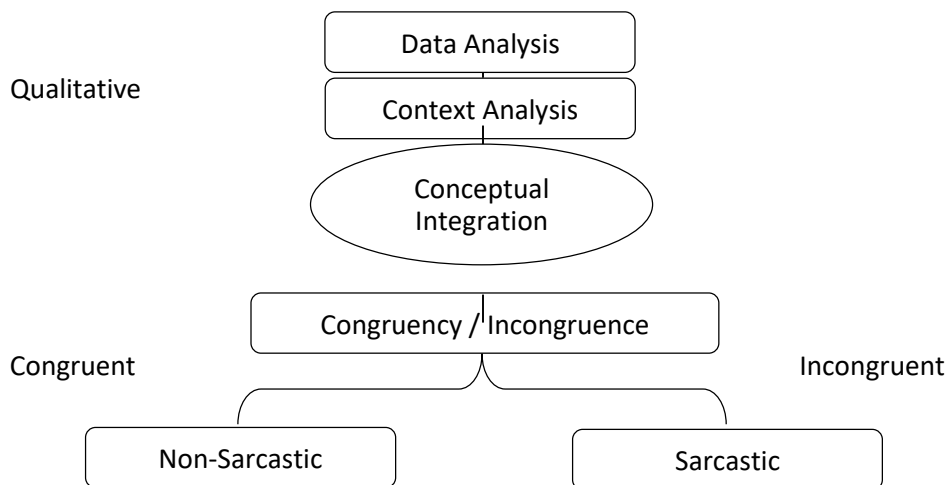 Data Analysis
Qualitative
Context Analysis
Conceptual
Integration
Congruency / Incongruence
Congruent
Incongruent
Non-Sarcastic
Sarcastic